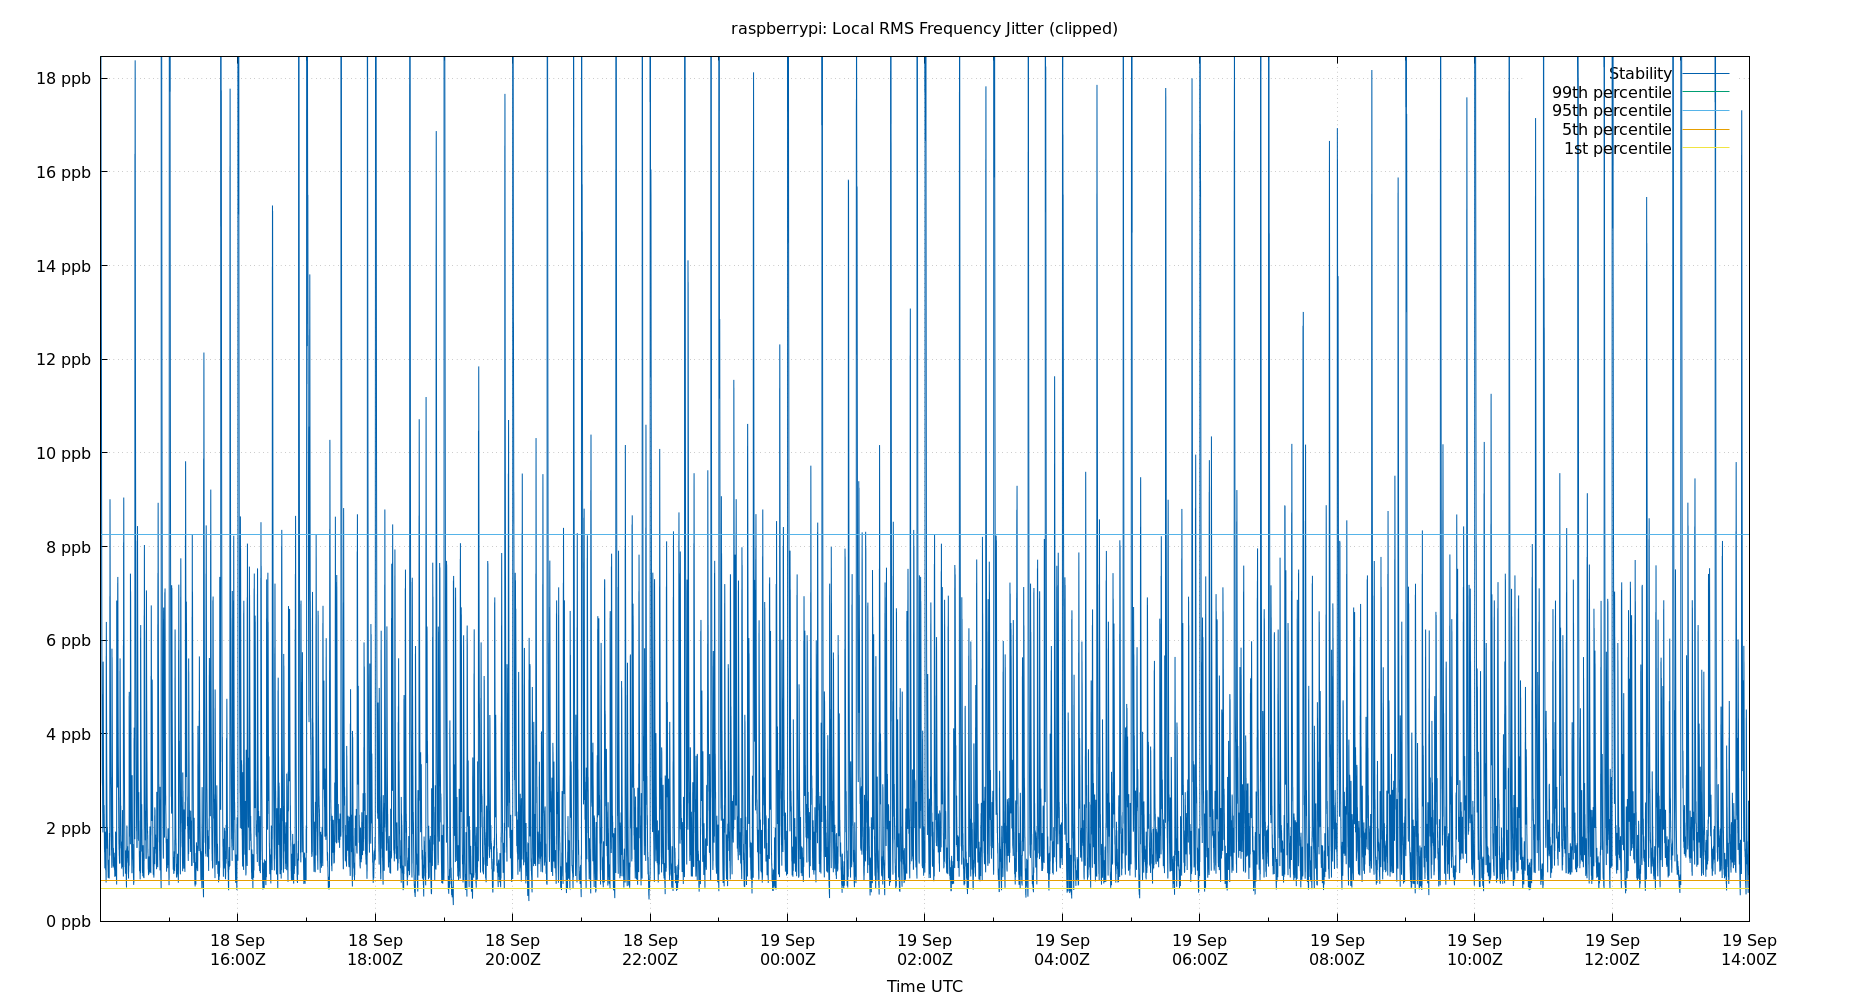 raspberrypi: Local RMS Frequency Jitter (clipped)
18 ppb
16 ppb
14 ppb
12 ppb
10 ppb
8 ppb
6 ppb
4 ppb
2 ppb
0 ppb
Stability
99th percentile
95th percentile
5th percentile
1st percentile
18 Sep 18 Sep 18 Sep 18 Sep 19 Sep 19 Sep 19 Sep 19 Sep 19 Sep 19 Sep 19 Sep 19 Sep
16:00Z 18:00Z 20:00Z 22:00Z 00:00Z 02:00Z 04:00Z 06:00Z 08:00Z 10:00Z 12:00Z 14:00Z
Time UTC